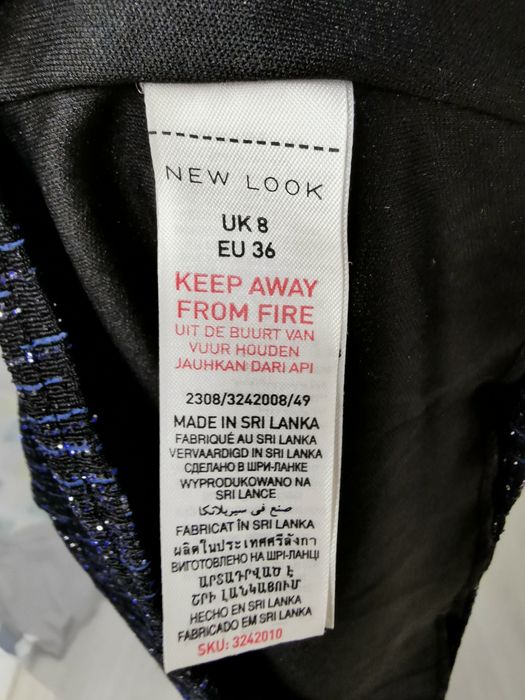 NEW LOOK
UK 8
EU 36
KEEP AWAY
FROM FIRE
UIT DE BUURT VAN
VUUR HOUDEN
JAUHKAN DARI API
2308/3242008/49
MADE IN SRI LANKA
FABRIQUÉ AU SRI LANKA
VERVAARDIGD IN SRI LANKA
СДЕЛАНО В ШРИ-ЛАНКЕ
WYPRODUKOWANO NA
SRI LANCE
صنع في سيريلانكا
FABRICAT ÎN SRI LANKA
ผลิตในประเทศศรีลังกา
ВИГОТОВЛЕНО НА ШРІ-ЛАНЦІ
ԱՐՏԱԴՐՎԱԾ Է
ՇՐԻ ԼԱՆԿԱՅՈՒՄ
HECHO EN SRI LANKA
FABRICADO EM SRI LANKA
SKU: 3242010